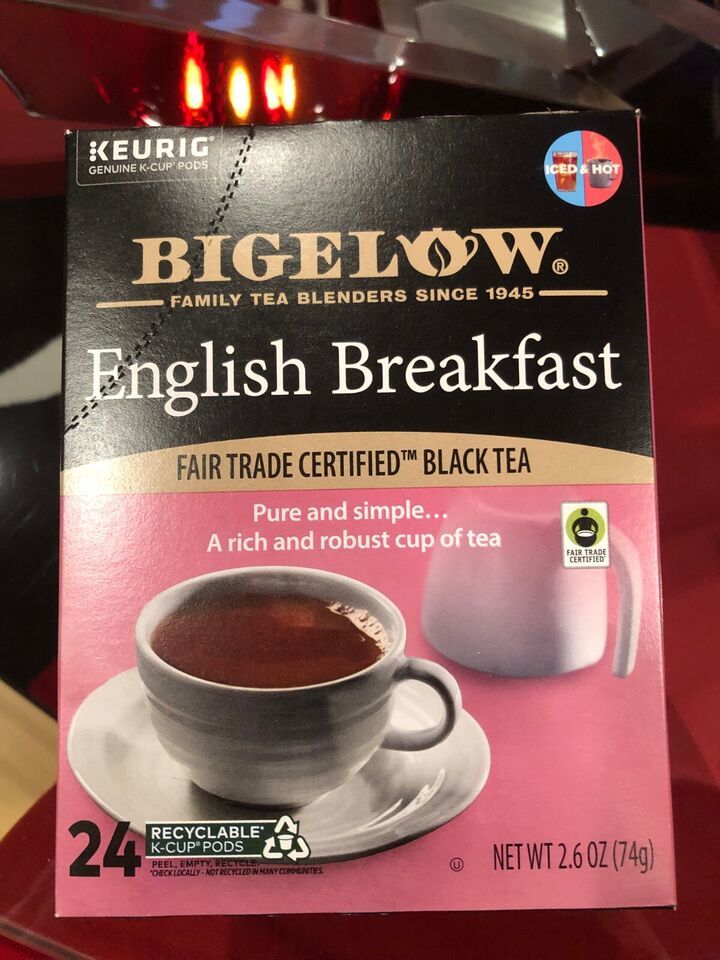 KEURIG®
GENUINE K-CUP® PODS
ICED & HOT
BIGELOW®
FAMILY TEA BLENDERS SINCE 1945
English Breakfast
FAIR TRADE CERTIFIED™ BLACK TEA
Pure and simple...
A rich and robust cup of tea
FAIR TRADE
CERTIFIED
24
RECYCLABLE*
K-CUP® PODS
PEEL, EMPTY, RECYCLE.
*CHECK LOCALLY - NOT RECYCLED IN MANY COMMUNITIES.
U
NET WT 2.6 OZ (74g)